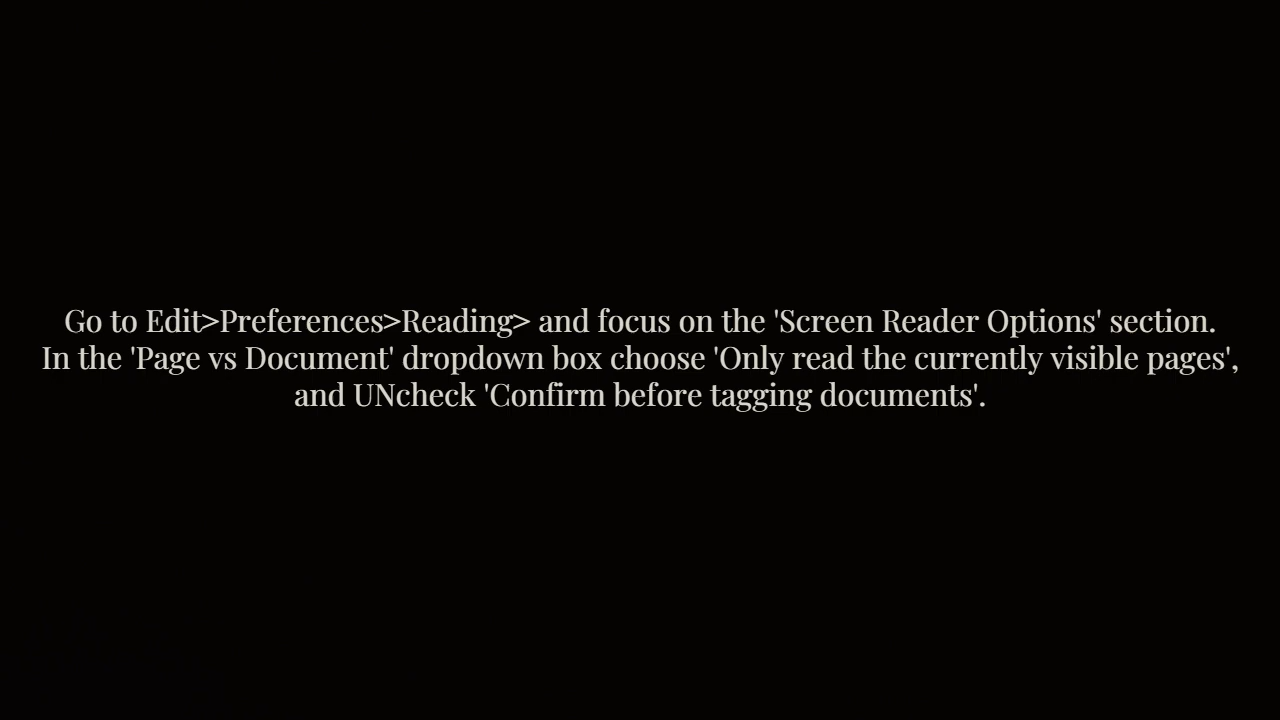 Go to Edit>Preferences>Reading> and focus on the 'Screen Reader Options' section.
In the 'Page vs Document' dropdown box choose 'Only read the currently visible pages',
and UNcheck 'Confirm before tagging documents'.